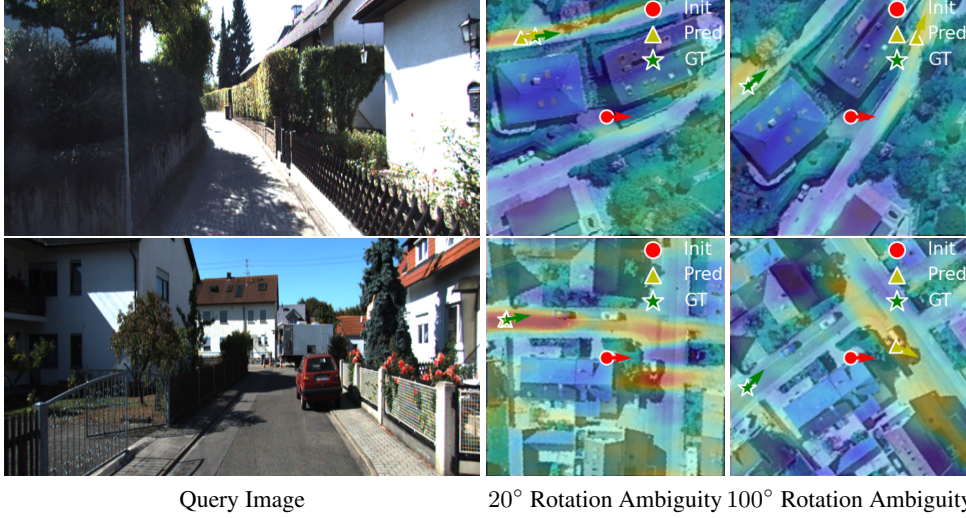 Init
Pred
GT
Init
Pred
GT
Init
Pred
GT
Init
Pred
GT
Query Image
20° Rotation Ambiguity
100° Rotation Ambiguity